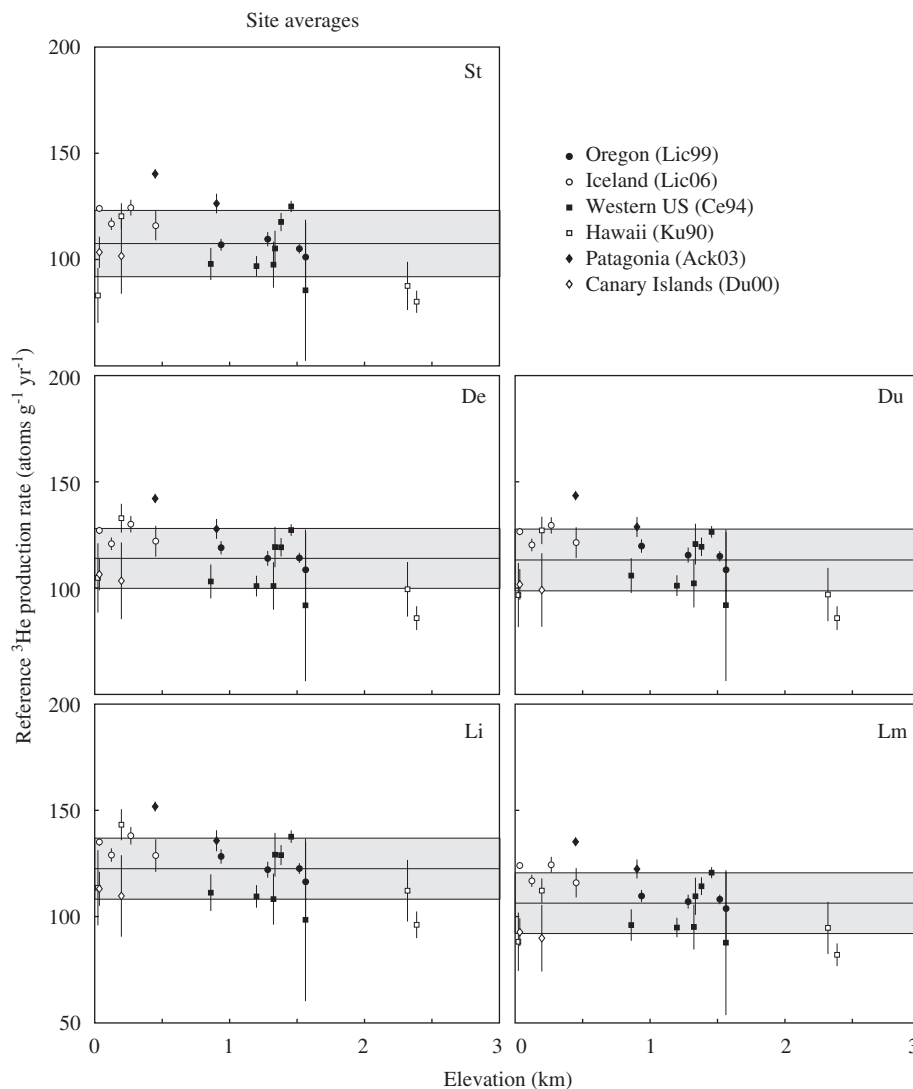 Site averages
200
St
150
100
● Oregon (Lic99)
○ Iceland (Lic06)
■ Western US (Ce94)
□ Hawaii (Ku90)
♦ Patagonia (Ack03)
◊ Canary Islands (Du00)
Reference ³He production rate (atoms g⁻¹ yr⁻¹)
200
De
Du
150
100
200
Li
Lm
150
100
50
0 1 2 3 0 1 2 3
Elevation (km)